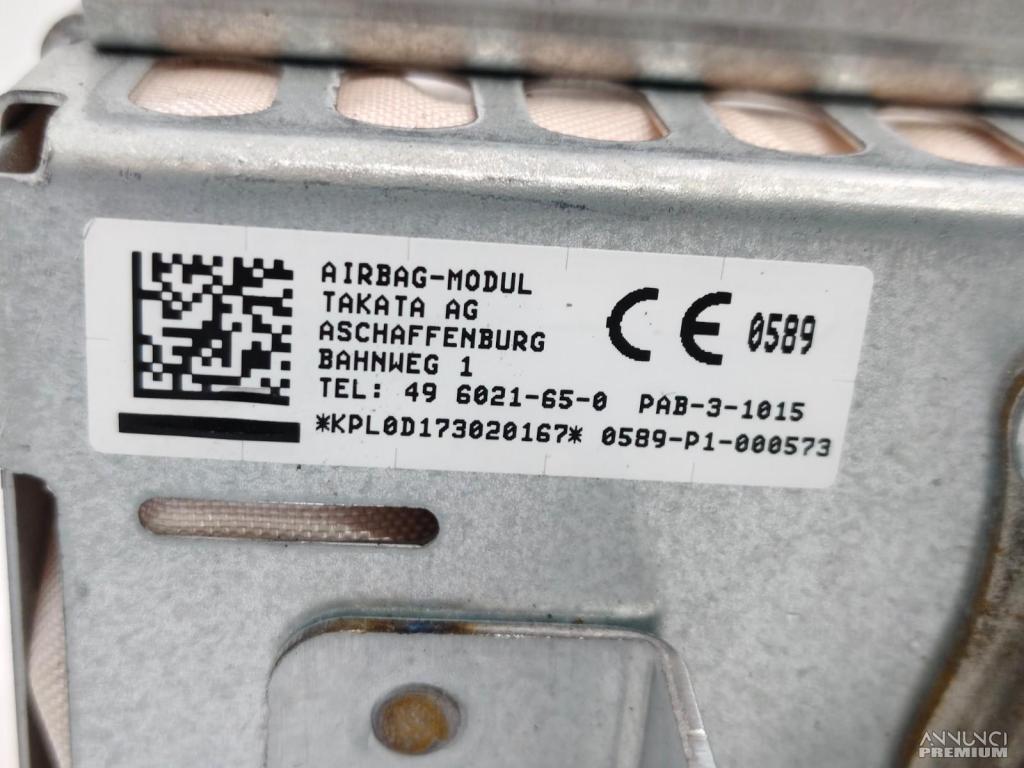 AIRBAG-MODUL
TAKATA AG
ASCHAFFENBURG
BAHNWEG 1
TEL: 49 6021-65-0 PAB-3-1015
*KPL0D173020167* 0589-P1-000573
CE 0589
ANNUNCI
PREMIUM